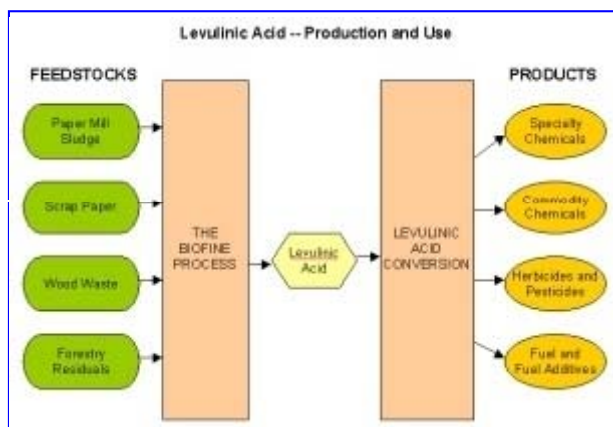 Levulinic Acid -- Production and Use
FEEDSTOCKS
PRODUCTS
Paper Mill
Sludge
Scrap Paper
Wood Waste
Forestry
Residuals
THE
BIOFINE
PROCESS
Levulinic
Acid
LEVULINIC
ACID
CONVERSION
Specialty
Chemicals
Commodity
Chemicals
Herbicides and
Pesticides
Fuel and
Fuel Additives